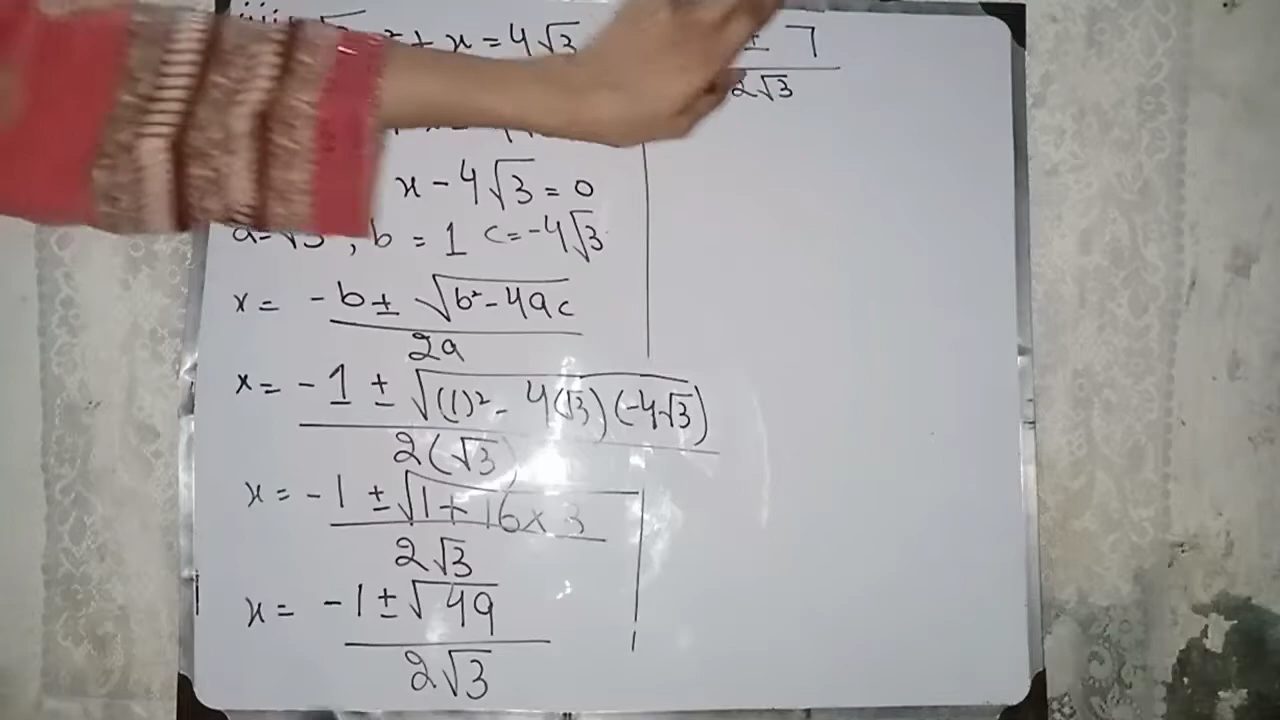 x = 4√3
x - 4√3 = 0
a = √3, b = 1 c = -4√3
x = -b ± √b² - 4ac
2a
x = -1 ± √(1)² - 4(√3)(-4√3)
2(√3)
x = -1 ± √1 + 16 x 3
2√3
x = -1 ± √49
2√3
± 7
2√3